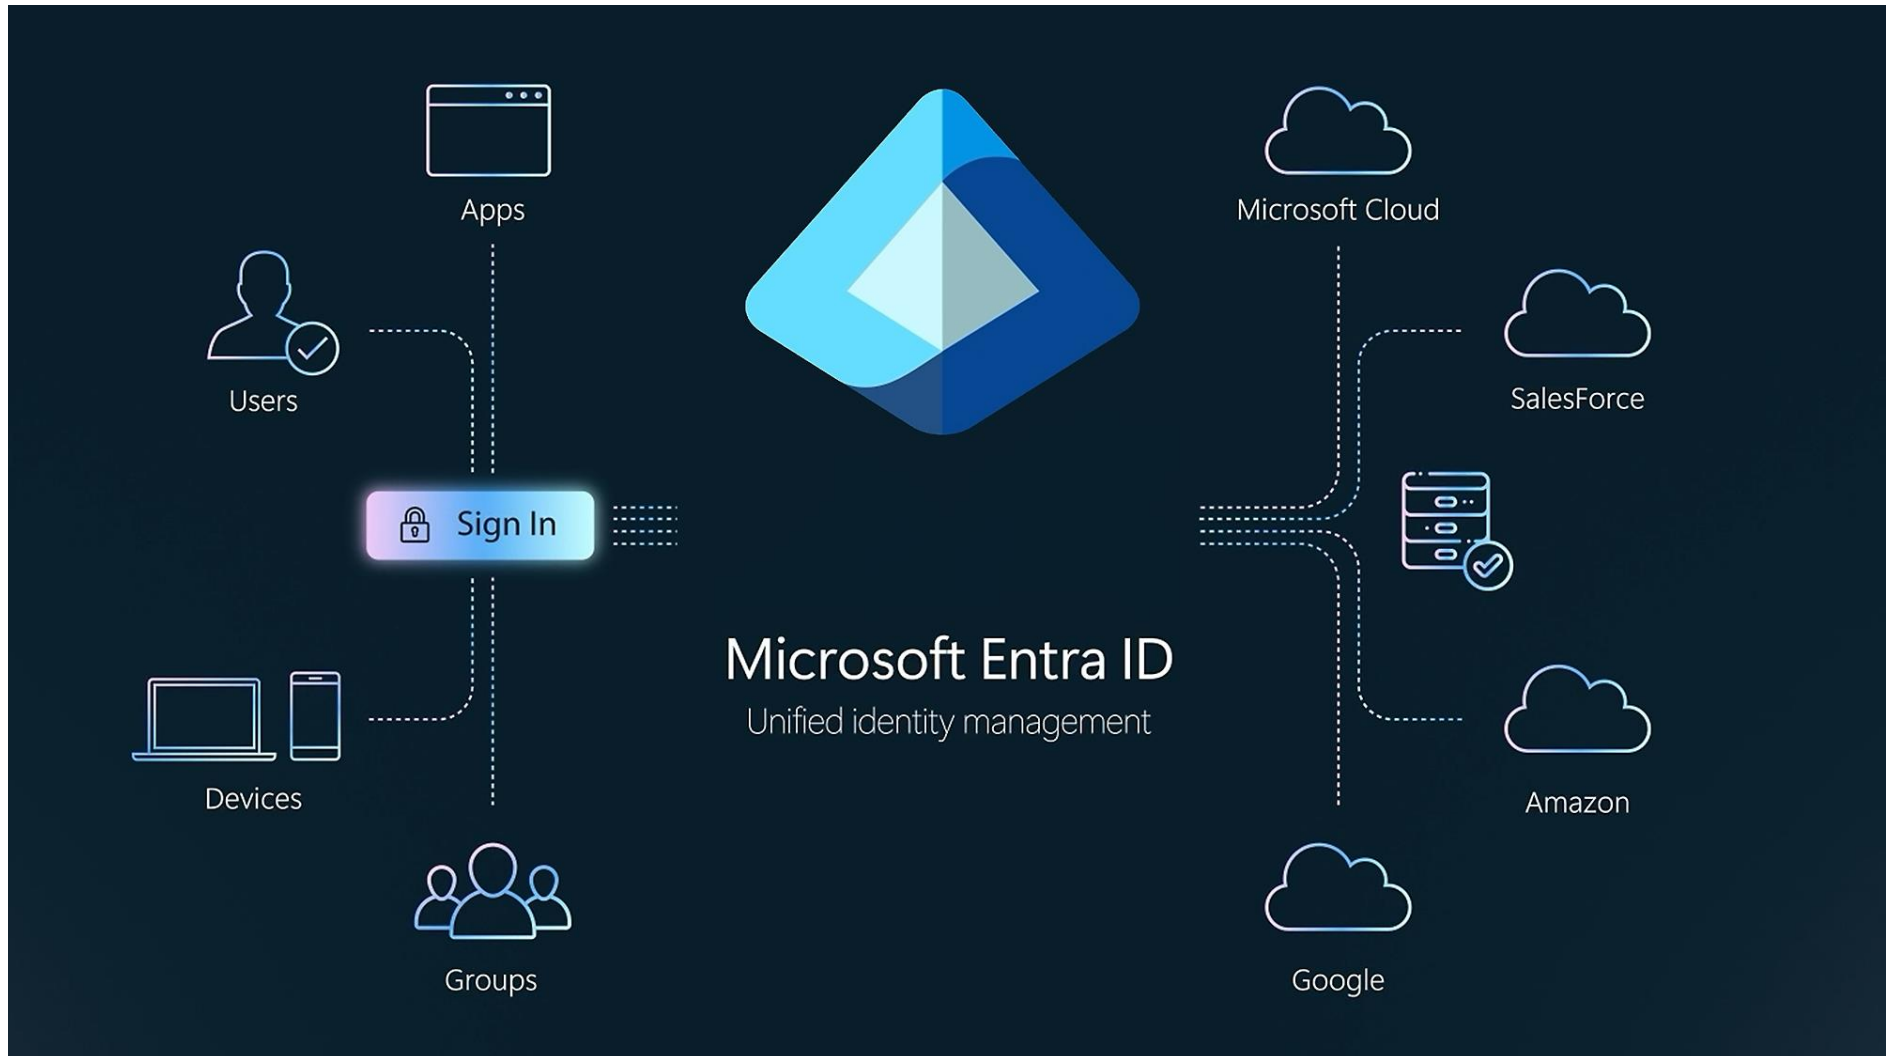 Apps
Microsoft Cloud
Users
SalesForce
Sign In
Microsoft Entra ID
Unified identity management
Devices
Amazon
Groups
Google